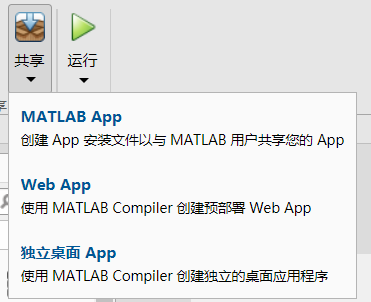 共享
运行
MATLAB App
创建 App 安装文件以与 MATLAB 用户共享您的 App
Web App
使用 MATLAB Compiler 创建预部署 Web App
独立桌面 App
使用 MATLAB Compiler 创建独立的桌面应用程序